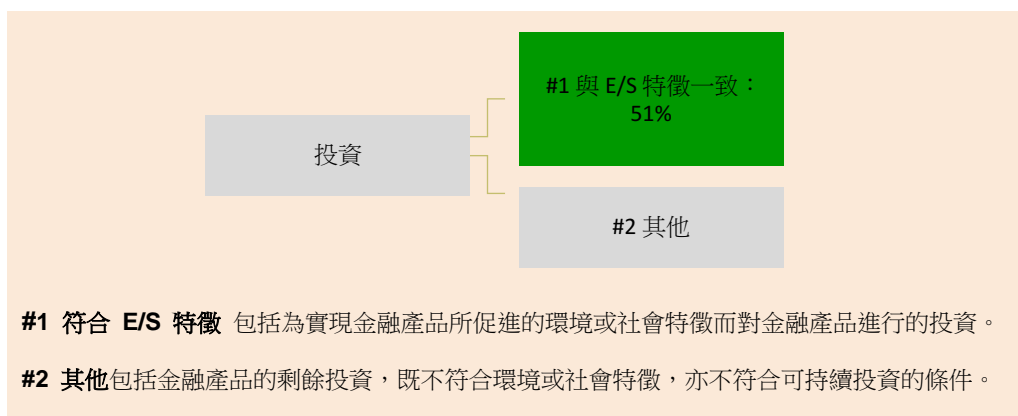 #1 與 E/S 特徵一致：
51%
投資
#2 其他
#1 符合 E/S 特徵 包括為實現金融產品所促進的環境或社會特徵而對金融產品進行的投資。
#2 其他包括金融產品的剩餘投資，既不符合環境或社會特徵，亦不符合可持續投資的條件。